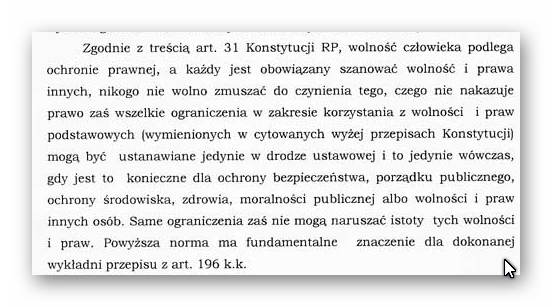 Zgodnie z treścią art. 31 Konstytucji RP, wolność człowieka podlega
ochronie prawnej, a każdy jest obowiązany szanować wolność i prawa
innych, nikogo nie wolno zmuszać do czynienia tego, czego nie nakazuje
prawo zaś wszelkie ograniczenia w zakresie korzystania z wolności i praw
podstawowych (wymienionych w cytowanych wyżej przepisach Konstytucji)
mogą być ustanawiane jedynie w drodze ustawowej i to jedynie wówczas,
gdy jest to konieczne dla ochrony bezpieczeństwa, porządku publicznego,
ochrony środowiska, zdrowia, moralności publicznej albo wolności i praw
innych osób. Same ograniczenia zaś nie mogą naruszać istoty tych wolności
i praw. Powyższa norma ma fundamentalne znaczenie dla dokonanej
wykładni przepisu z art. 196 k.k.